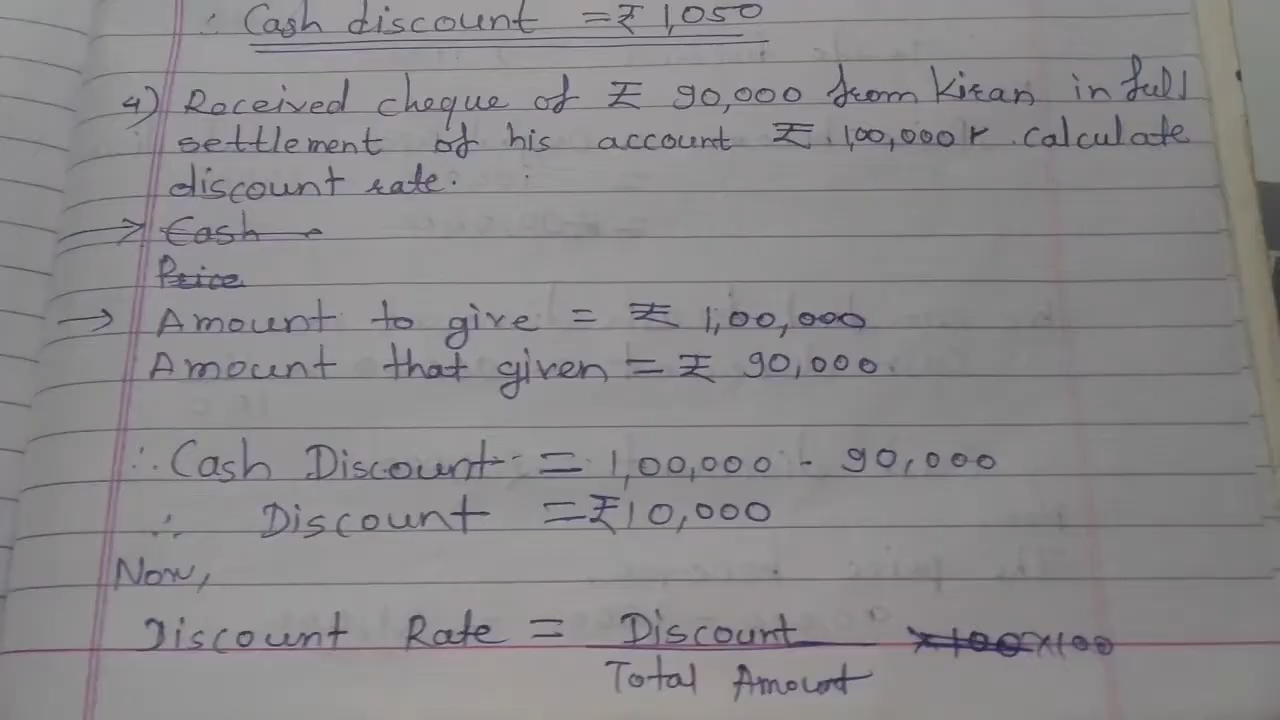 ∴ Cash discount = ₹ 1,050
4) Received cheque of ₹ 90,000 from Kiran in full
settlement of his account ₹ 1,00,000 calculate
discount rate.
⇒ Cash
Price
→ Amount to give = ₹ 1,00,000
Amount that given = ₹ 90,000.
∴ Cash Discount = 1,00,000 - 90,000
∴ Discount = ₹10,000
Now,
Discount Rate = Discount ×100 ×100
Total Amount